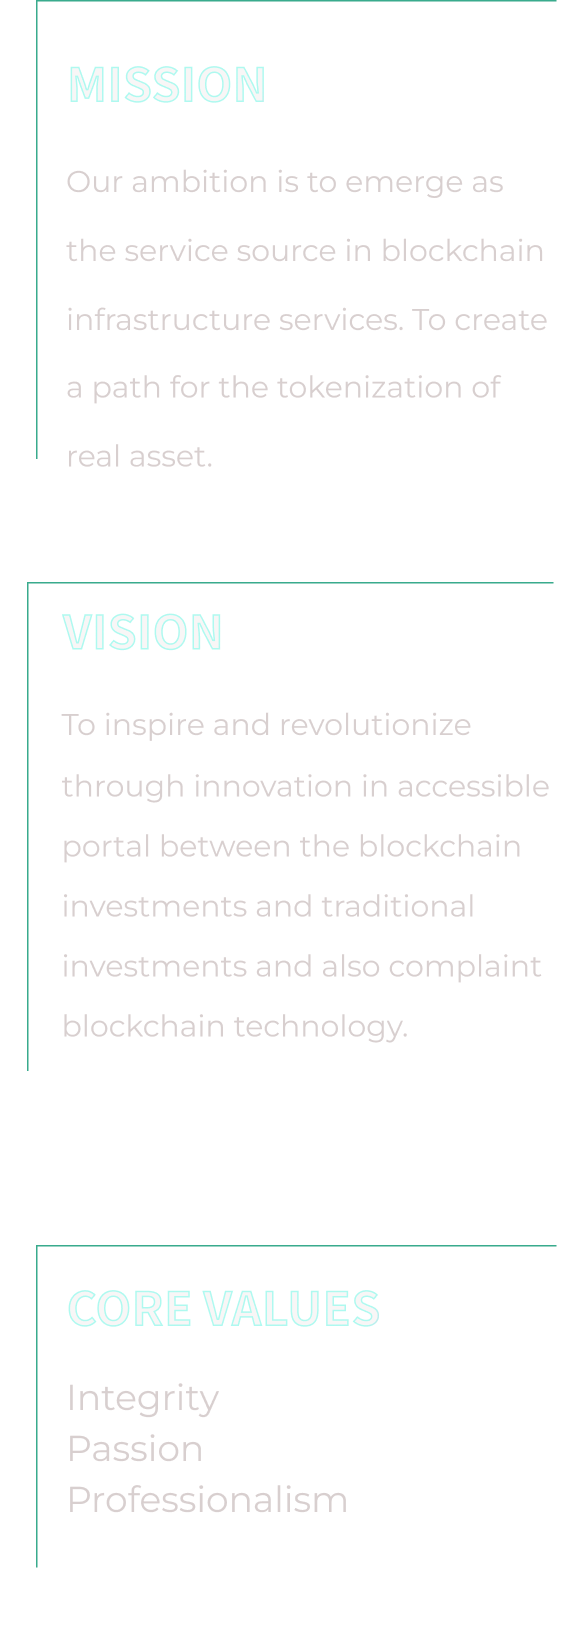 MISSION
Our ambition is to emerge as
the service source in blockchain
infrastructure services. To create
a path for the tokenization of
real asset.
VISION
To inspire and revolutionize
through innovation in accessible
portal between the blockchain
investments and traditional
investments and also complaint
blockchain technology.
CORE VALUES
Integrity
Passion
Professionalism